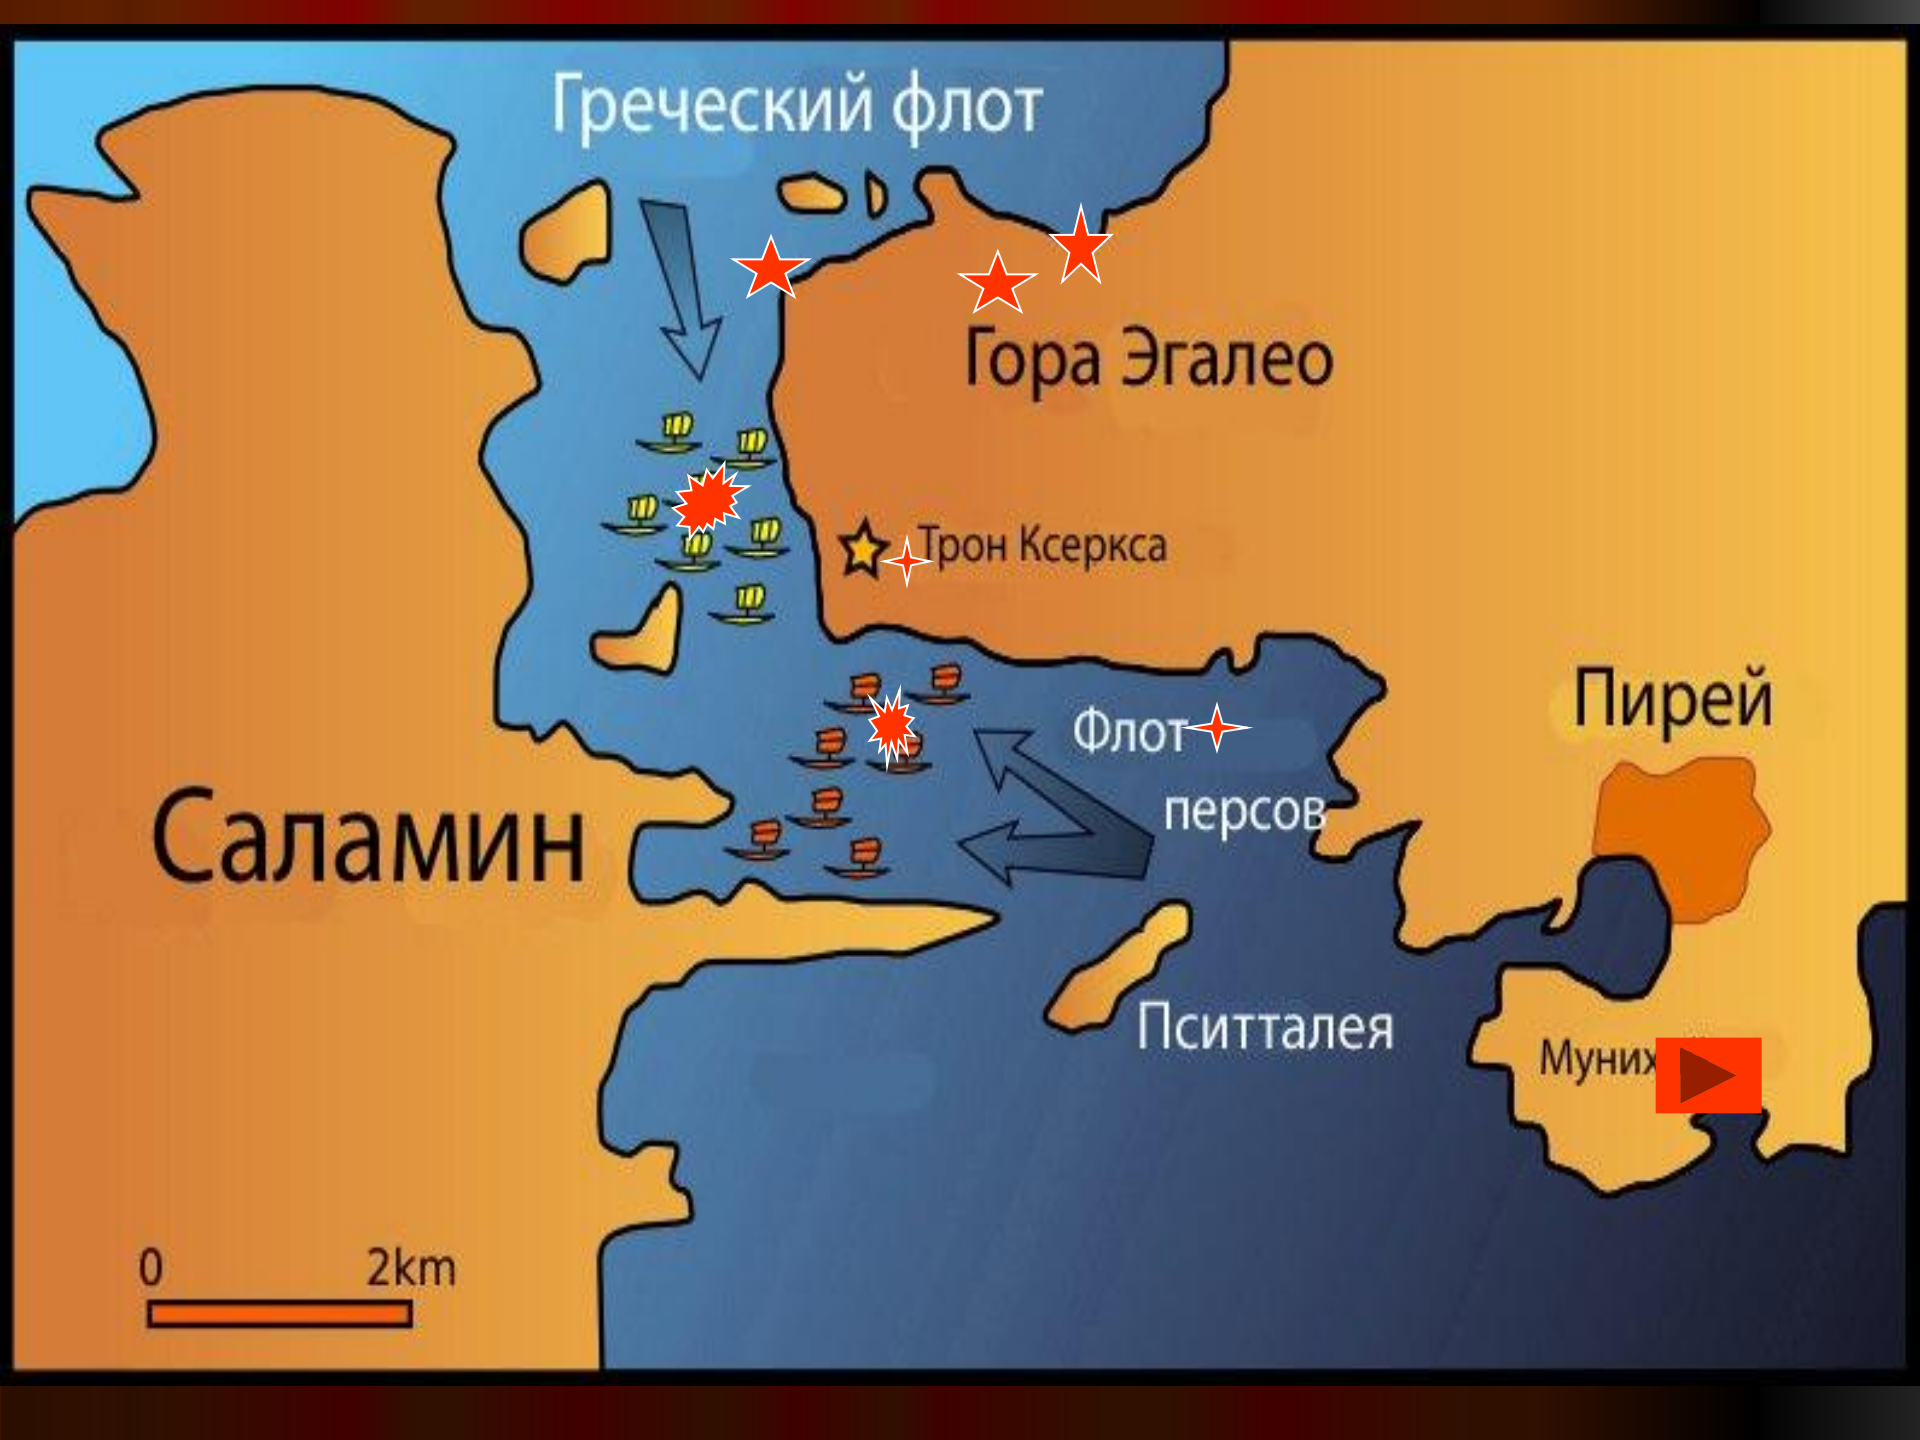 Греческий флот
Гора Эгалео
Трон Ксеркса
Пирей
Флот
персов
Саламин
Пситталея
0 2km